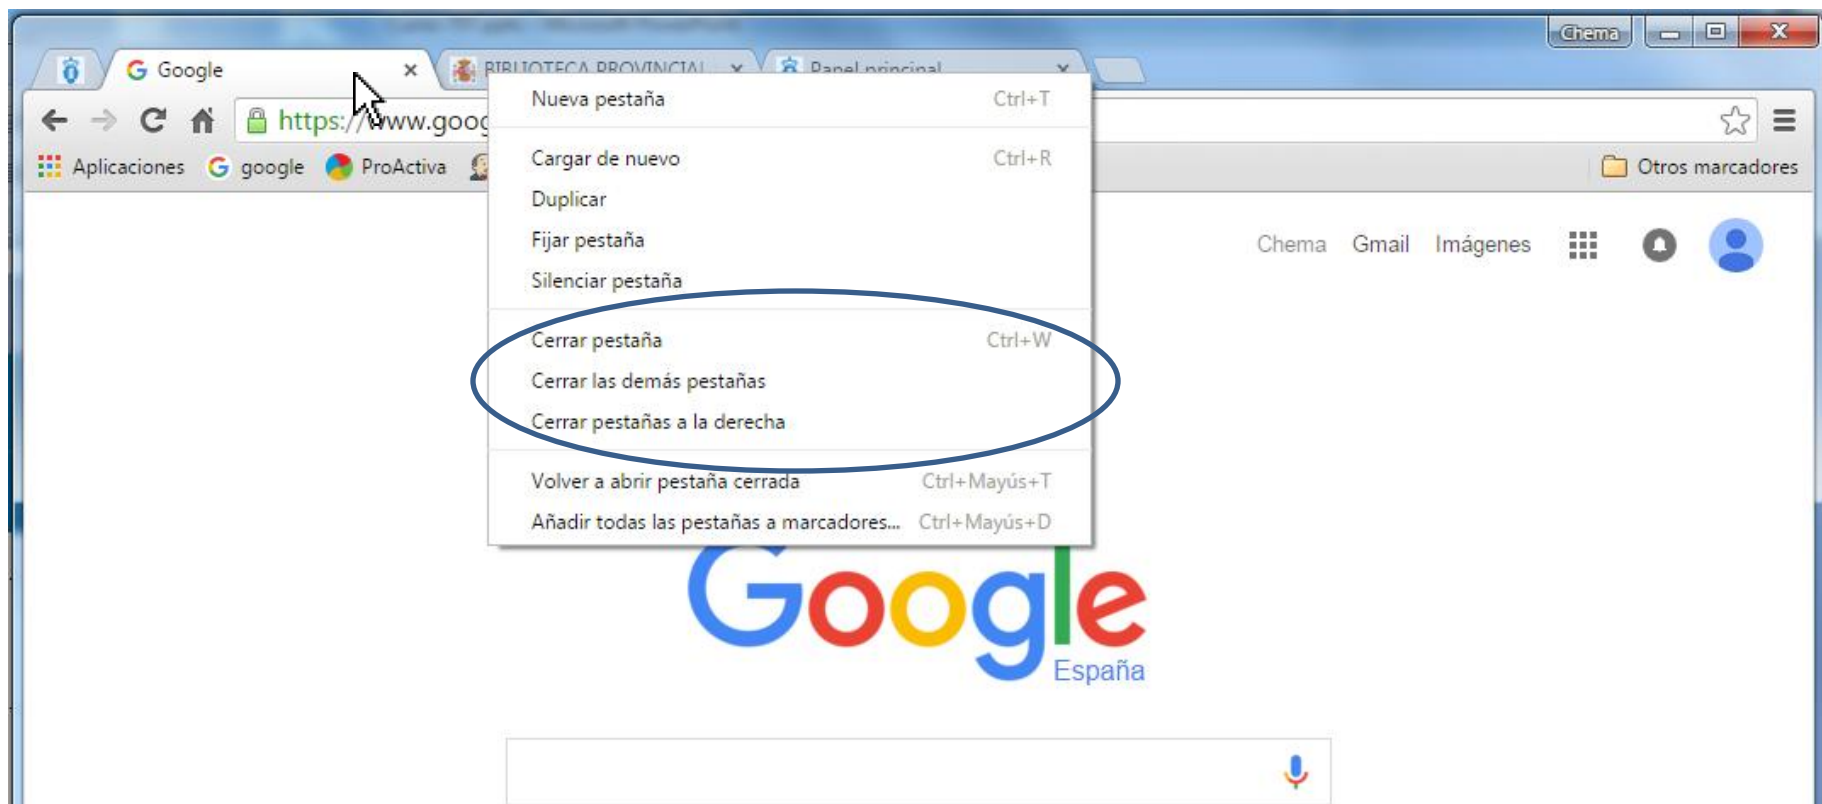 Chema
Google
BIBLIOTECA PROVINCIAL
Panel principal
https://www.goog
Aplicaciones google ProActiva
Otros marcadores
Nueva pestaña Ctrl+T
Cargar de nuevo Ctrl+R
Duplicar
Fijar pestaña
Silenciar pestaña
Cerrar pestaña Ctrl+W
Cerrar las demás pestañas
Cerrar pestañas a la derecha
Volver a abrir pestaña cerrada Ctrl+Mayús+T
Añadir todas las pestañas a marcadores... Ctrl+Mayús+D
Chema Gmail Imágenes
Google
España